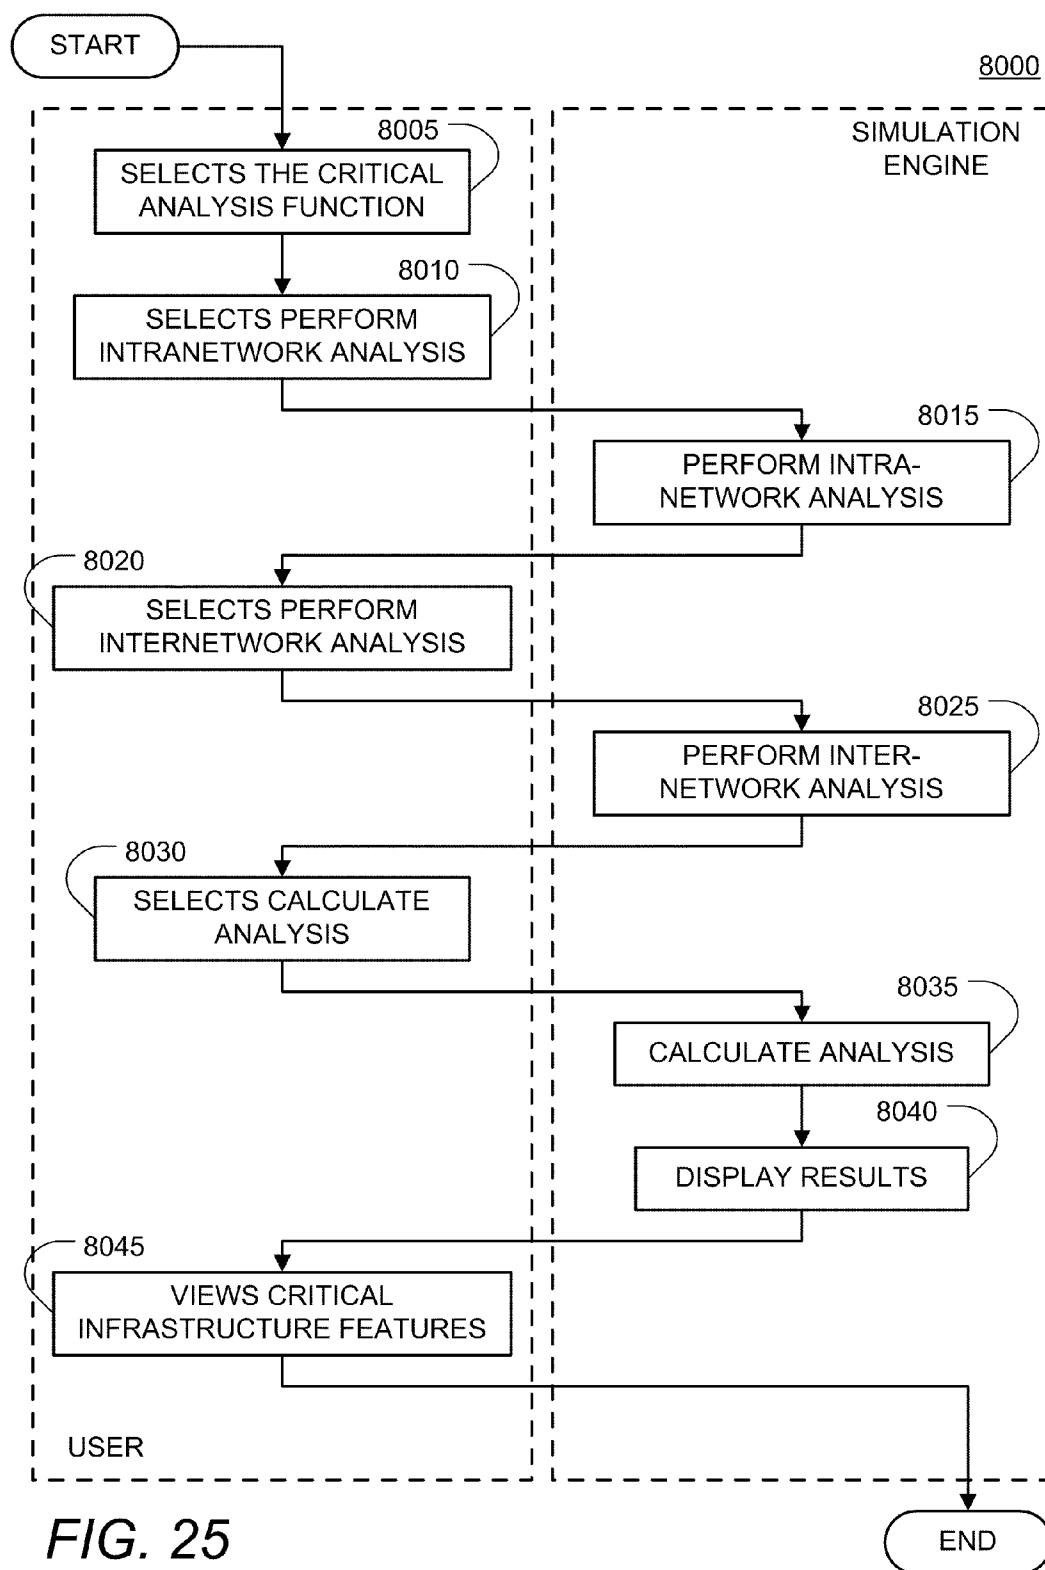 START
8000
SIMULATION
ENGINE
8005
SELECTS THE CRITICAL
ANALYSIS FUNCTION
8010
SELECTS PERFORM
INTRANETWORK ANALYSIS
8015
PERFORM INTRA-
NETWORK ANALYSIS
8020
SELECTS PERFORM
INTERNETWORK ANALYSIS
8025
PERFORM INTER-
NETWORK ANALYSIS
8030
SELECTS CALCULATE
ANALYSIS
8035
CALCULATE ANALYSIS
8040
DISPLAY RESULTS
8045
VIEWS CRITICAL
INFRASTRUCTURE FEATURES
USER
FIG. 25
END